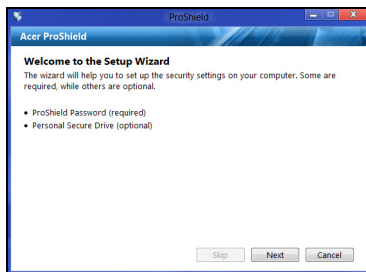 ProShield
Acer ProShield
Welcome to the Setup Wizard
The wizard will help you to set up the security settings on your computer. Some are
required, while others are optional.
• ProShield Password (required)
• Personal Secure Drive (optional)
Skip Next Cancel